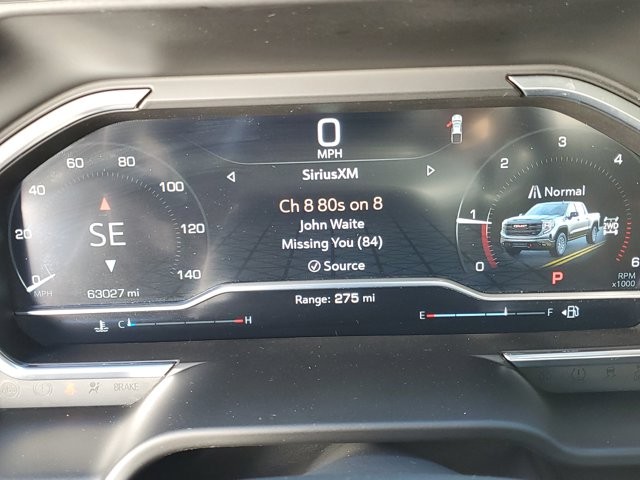 0
MPH
SiriusXM
Ch 8 80s on 8
John Waite
Missing You (84)
Source
Range: 275 mi
0 20 40 60 80 100 120 140
MPH
SE
63027 mi
C H
E F
0 1 2 3 4 6
Normal
2WD
P
RPM
x1000
BRAKE